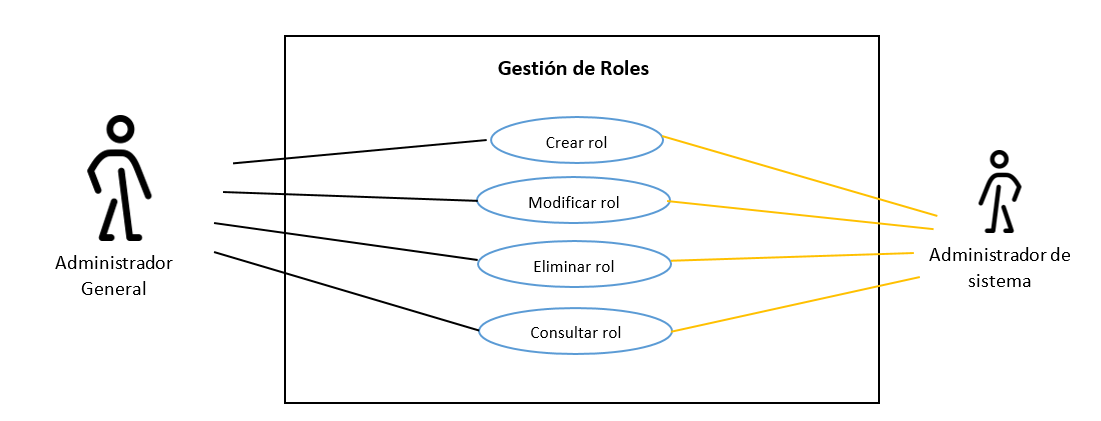 Gestión de Roles
Crear rol
Modificar rol
Eliminar rol
Consultar rol
Administrador
General
Administrador de
sistema